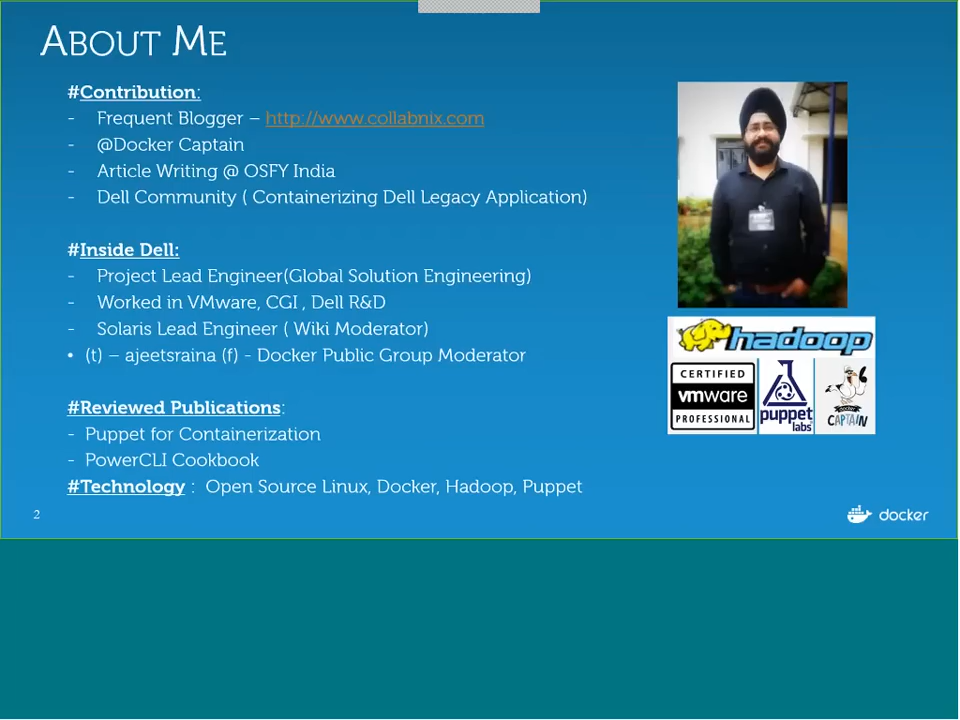 ABOUT ME
#Contribution:
- Frequent Blogger – http://www.collabnix.com
- @Docker Captain
- Article Writing @ OSFY India
- Dell Community ( Containerizing Dell Legacy Application)
#Inside Dell:
- Project Lead Engineer(Global Solution Engineering)
- Worked in VMware, CGI , Dell R&D
- Solaris Lead Engineer ( Wiki Moderator)
• (t) – ajeetsraina (f) - Docker Public Group Moderator
#Reviewed Publications:
- Puppet for Containerization
- PowerCLI Cookbook
#Technology : Open Source Linux, Docker, Hadoop, Puppet
hadoop
CERTIFIED
vmware
PROFESSIONAL
puppet
labs
DOCKER
CAPTAIN
2
docker